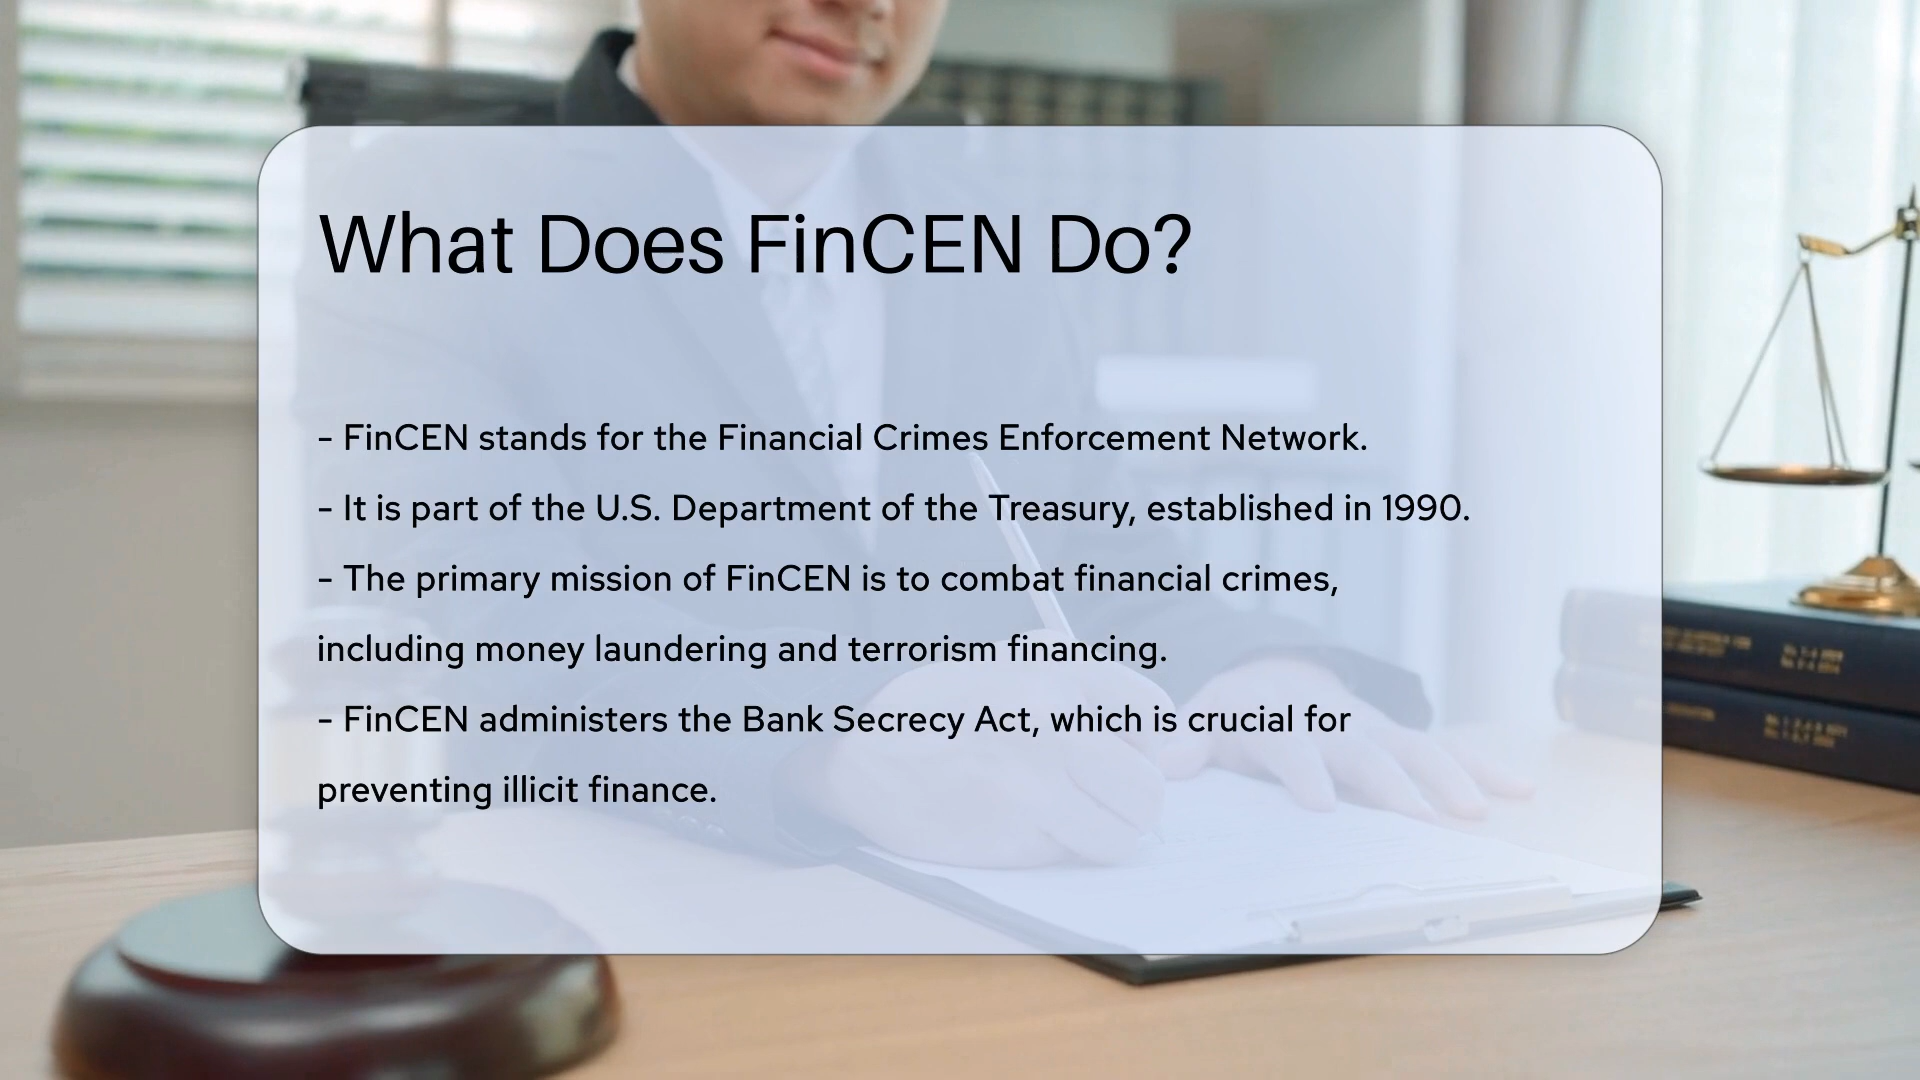 What Does FinCEN Do?
- FinCEN stands for the Financial Crimes Enforcement Network.
- It is part of the U.S. Department of the Treasury, established in 1990.
- The primary mission of FinCEN is to combat financial crimes,
including money laundering and terrorism financing.
- FinCEN administers the Bank Secrecy Act, which is crucial for
preventing illicit finance.